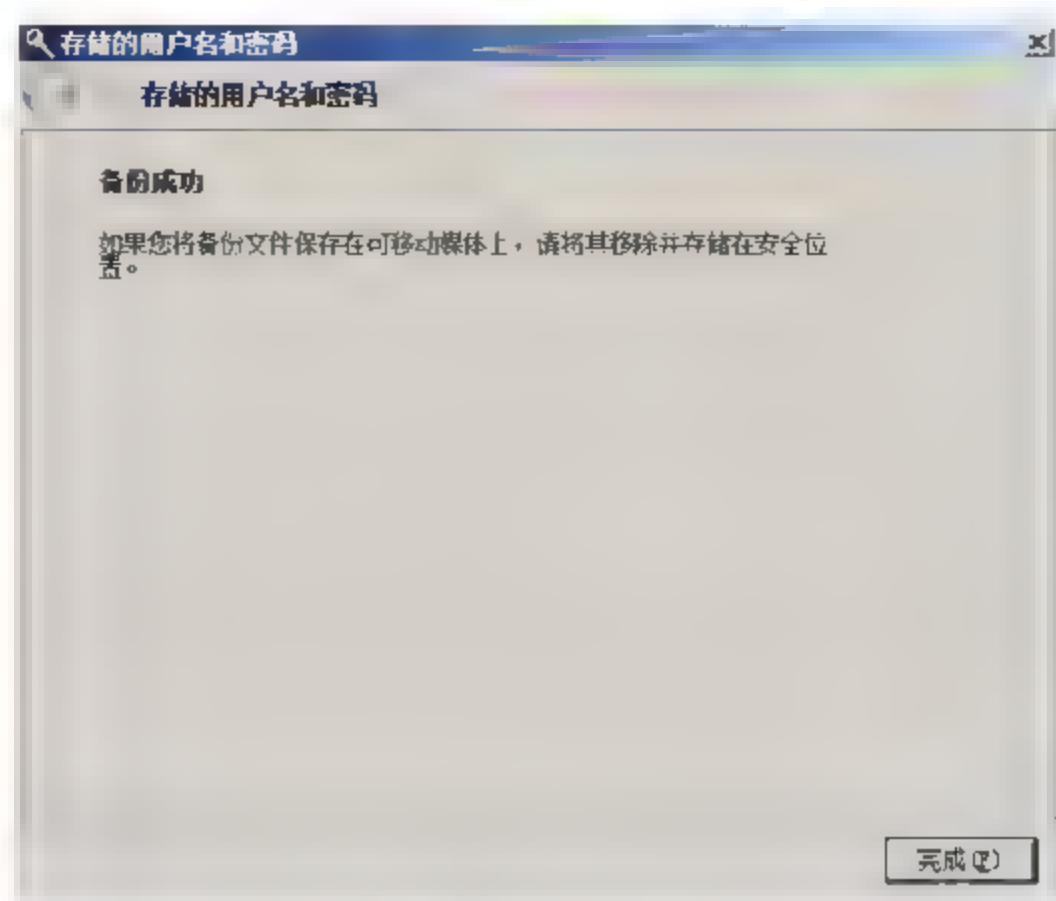 存储的用户名和密码
存储的用户名和密码
备份成功
如果您将备份文件保存在可移动媒体上，请将其移除并存储在安全位
置。
完成(F)